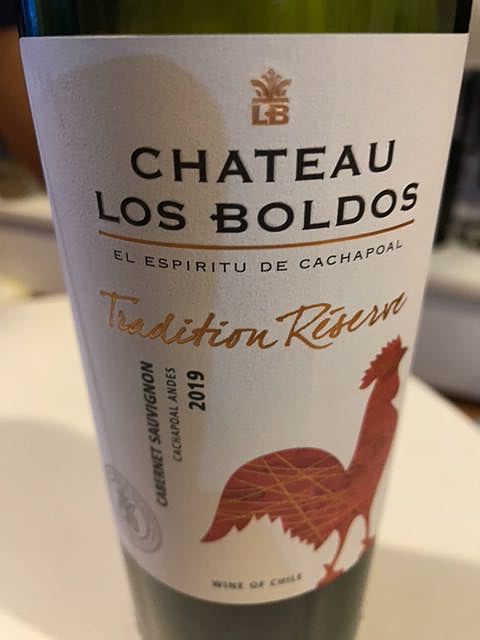 LB
CHATEAU
LOS BOLDOS
EL ESPIRITU DE CACHAPOAL
Tradition Réserve
CABERNET SAUVIGNON
CACHAPOAL ANDES
2019
WINE OF CHILE